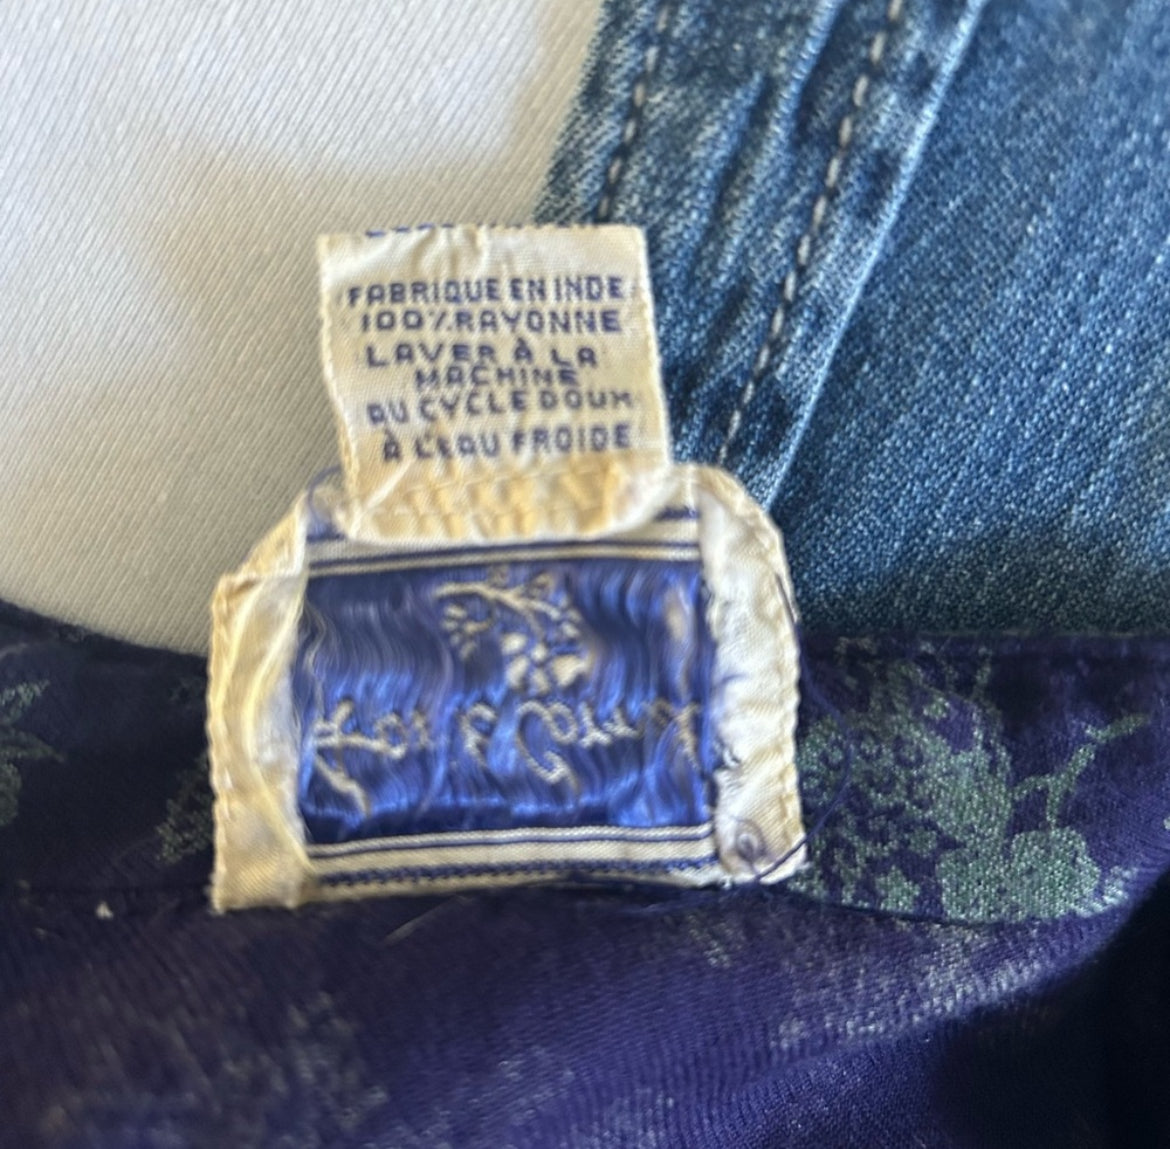 FABRIQUE EN INDE
100% RAYONNE
LAVER À LA
MACHINE
AU CYCLE DOUX
À L'EAU FROIDE